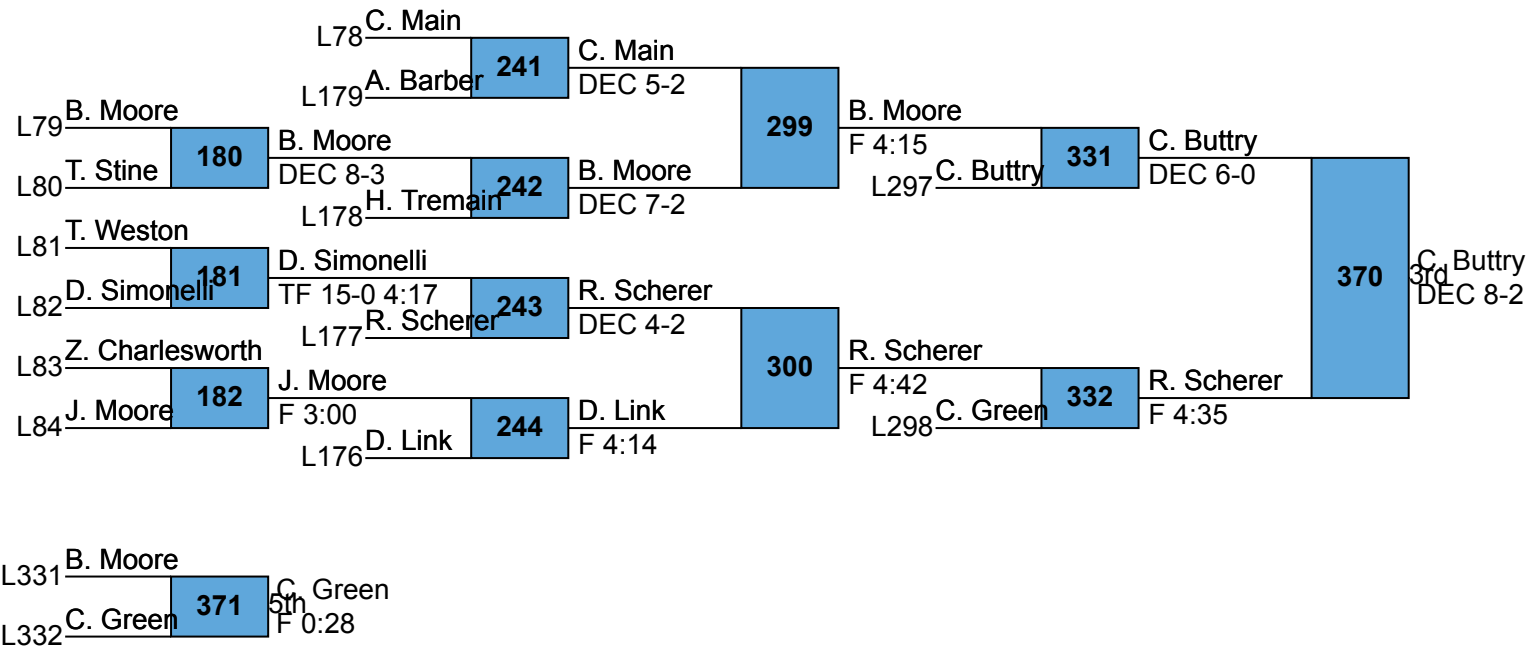 C. Main
L78
241
C. Main
DEC 5-2
A. Barber
L179
B. Moore
L79
180
B. Moore
DEC 8-3
T. Stine
L80
242
B. Moore
DEC 7-2
H. Tremain
L178
299
B. Moore
F 4:15
C. Buttry
L297
331
C. Buttry
DEC 6-0
T. Weston
L81
181
D. Simonelli
TF 15-0 4:17
D. Simonelli
L82
243
R. Scherer
DEC 4-2
R. Scherer
L177
Z. Charlesworth
L83
182
J. Moore
F 3:00
J. Moore
L84
244
D. Link
F 4:14
D. Link
L176
300
R. Scherer
F 4:42
C. Green
L298
332
R. Scherer
F 4:35
370
3rd
C. Buttry
DEC 8-2
B. Moore
L331
371
5th
C. Green
F 0:28
C. Green
L332